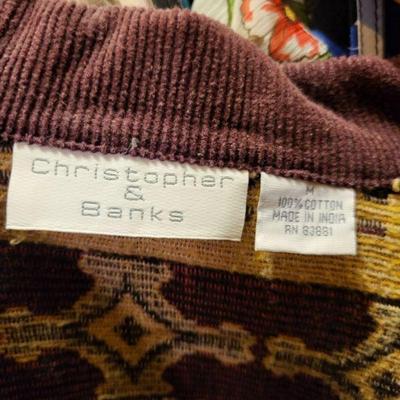 Christopher
&
Banks
M
100% COTTON
MADE IN INDIA
RN 83881